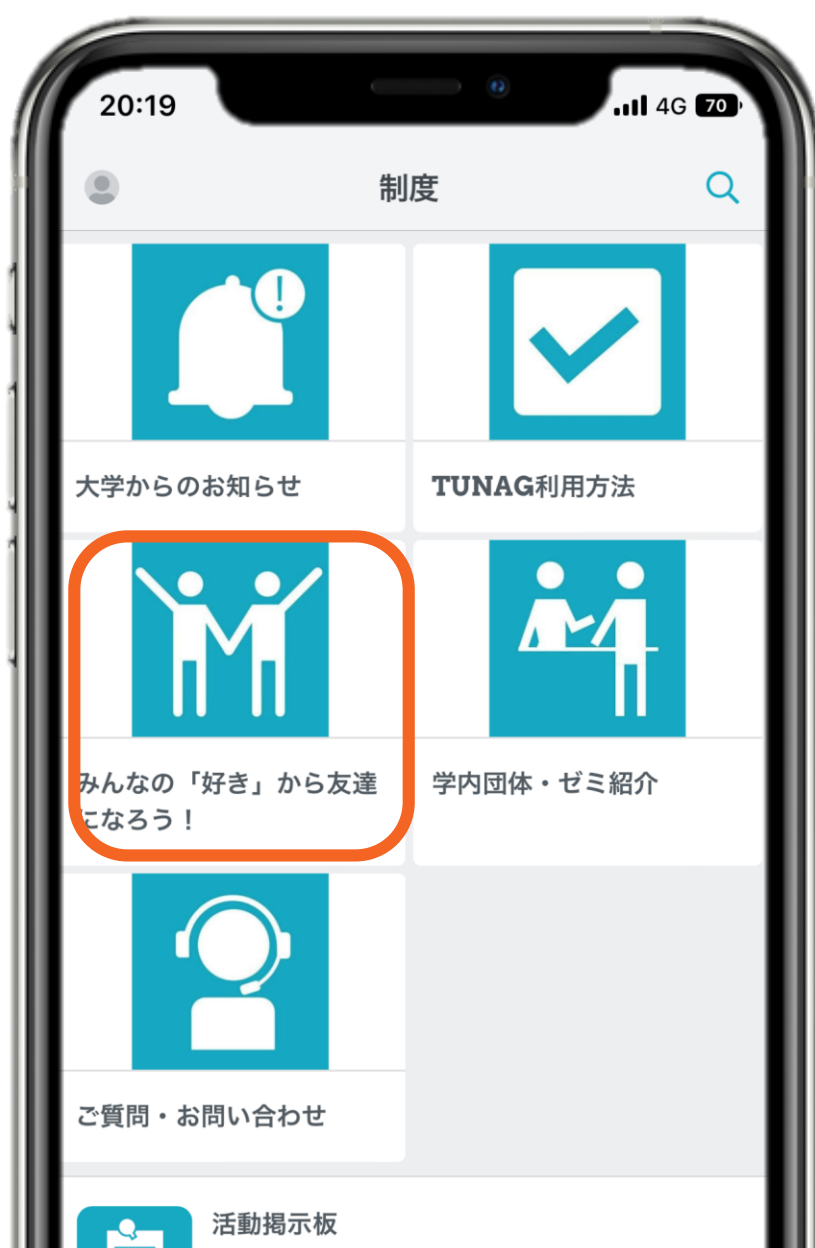 20:19
4G 70
制度
大学からのお知らせ
TUNAG利用方法
みんなの「好き」から友達
になろう！
学内団体・ゼミ紹介
ご質問・お問い合わせ
活動掲示板